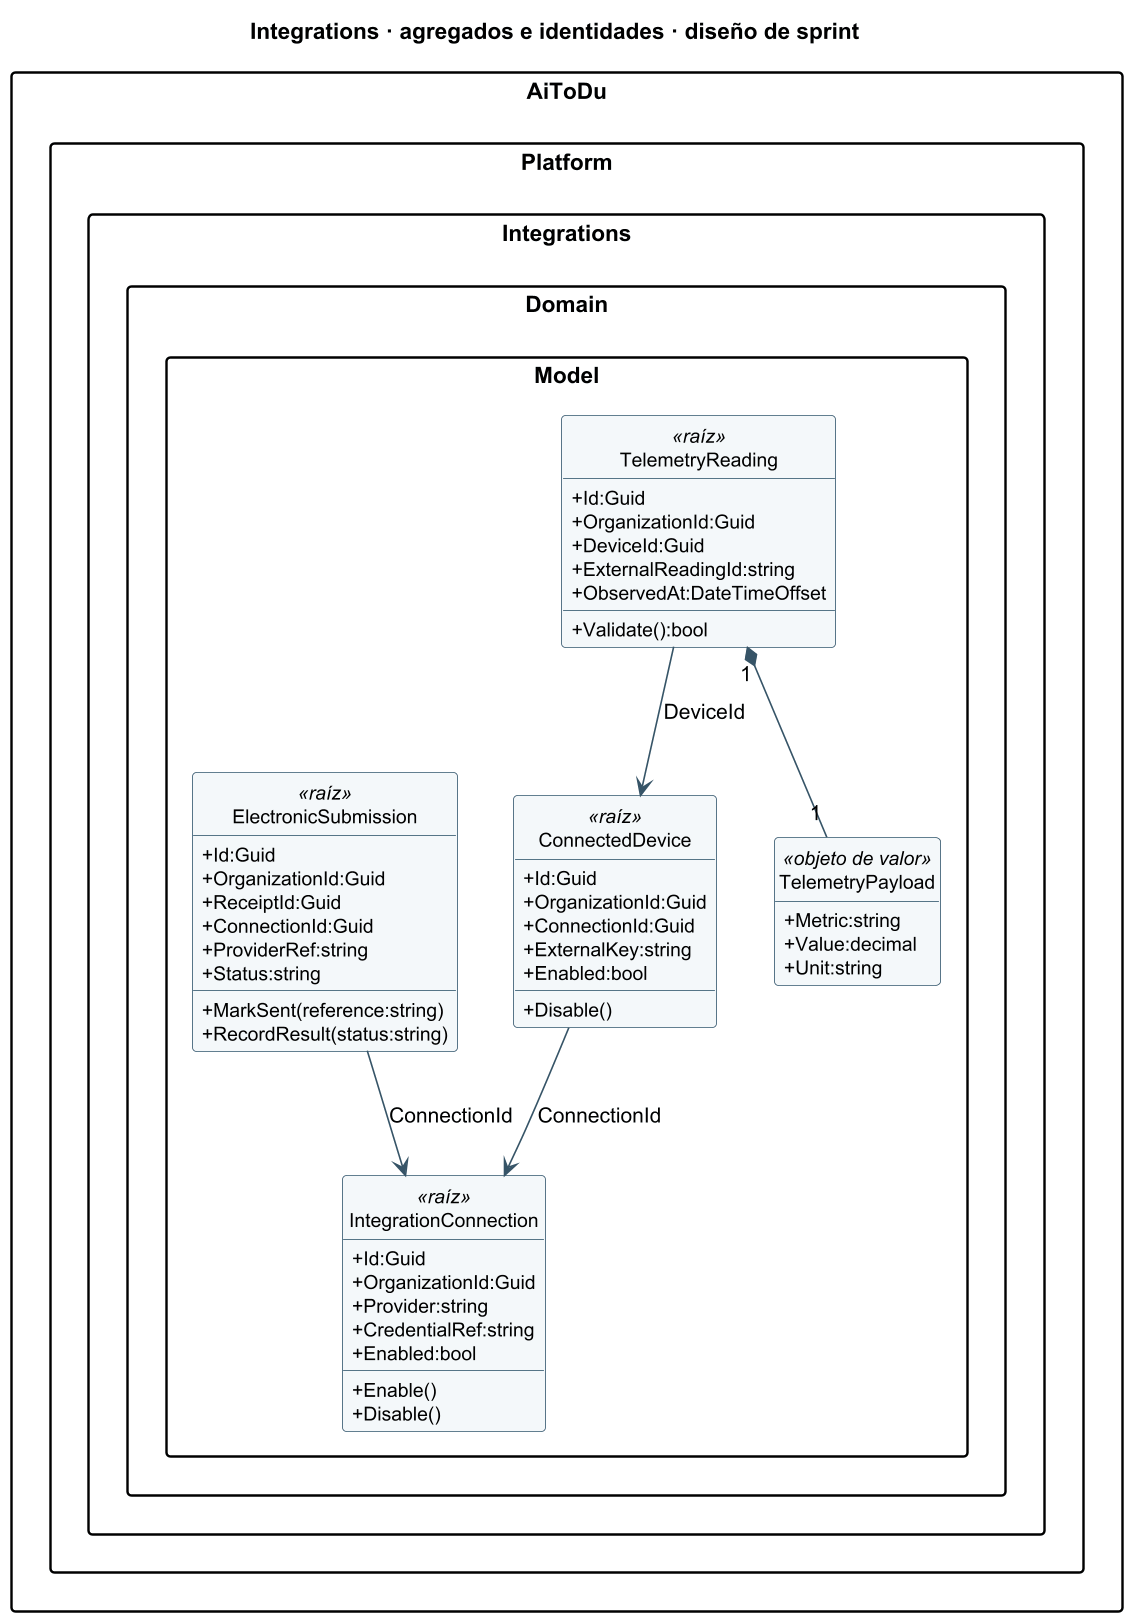 Integrations · agregados e identidades · diseño de sprint
AiToDu
Platform
Integrations
Domain
Model
«raíz»
TelemetryReading
+Id:Guid
+OrganizationId:Guid
+DeviceId:Guid
+ExternalReadingId:string
+ObservedAt:DateTimeOffset
+Validate():bool
1
DeviceId
1
«raíz»
ElectronicSubmission
+Id:Guid
+OrganizationId:Guid
+ReceiptId:Guid
+ConnectionId:Guid
+ProviderRef:string
+Status:string
+MarkSent(reference:string)
+RecordResult(status:string)
«raíz»
ConnectedDevice
+Id:Guid
+OrganizationId:Guid
+ConnectionId:Guid
+ExternalKey:string
+Enabled:bool
+Disable()
«objeto de valor»
TelemetryPayload
+Metric:string
+Value:decimal
+Unit:string
ConnectionId
ConnectionId
«raíz»
IntegrationConnection
+Id:Guid
+OrganizationId:Guid
+Provider:string
+CredentialRef:string
+Enabled:bool
+Enable()
+Disable()